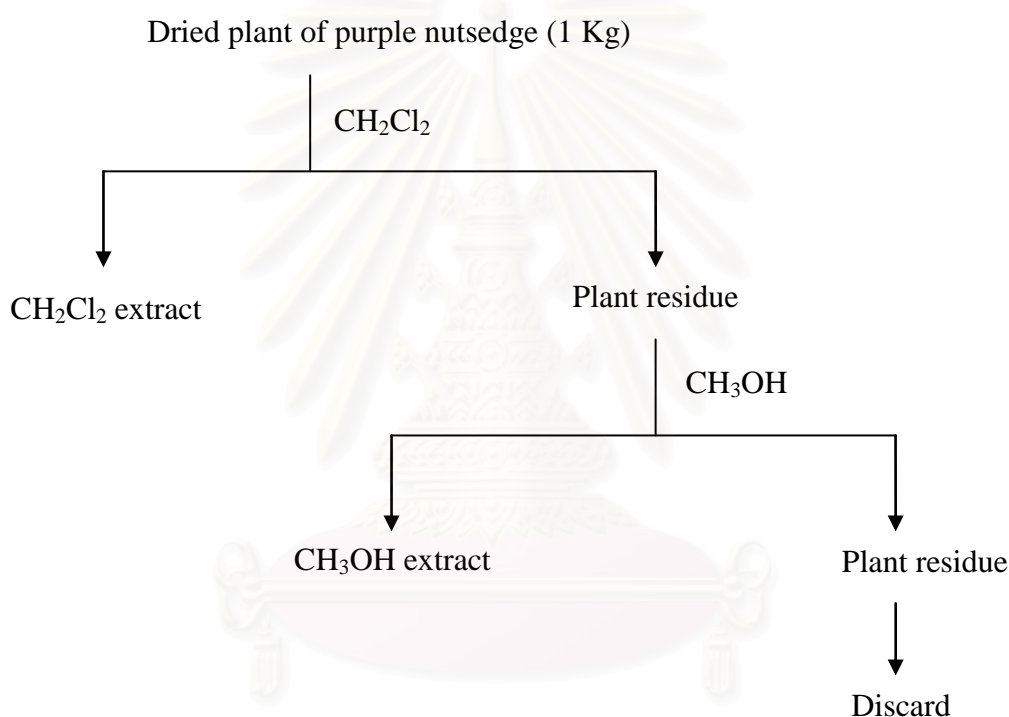 Dried plant of purple nutsedge (1 Kg)
CH₂Cl₂
CH₂Cl₂ extract
Plant residue
CH₃OH
CH₃OH extract
Plant residue
Discard